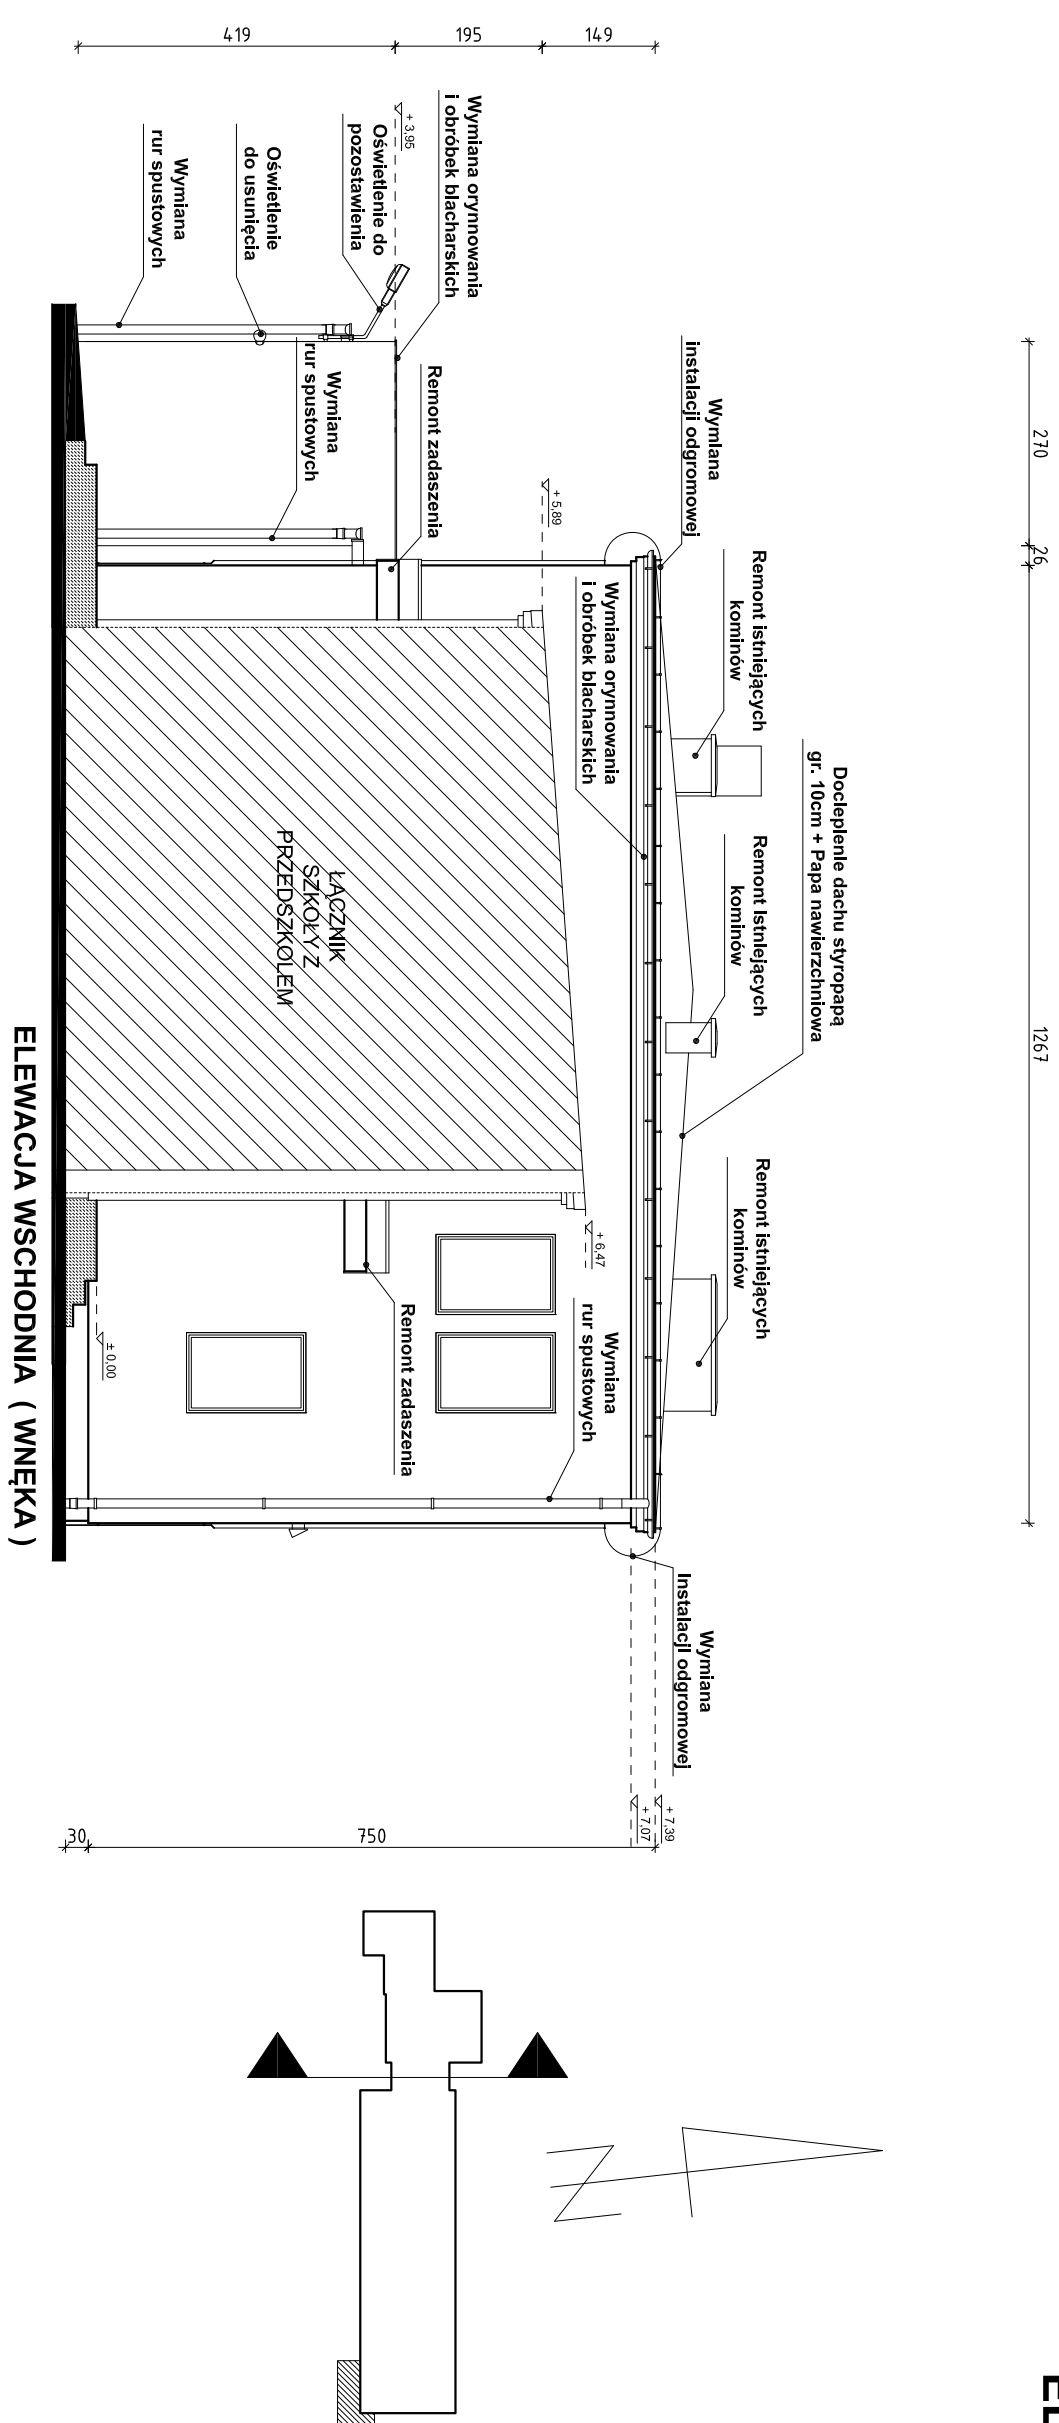 270
26
1267
Docieplenie dachu styropapą
gr. 10cm + Papa nawierzchniowa
Remont istniejących
kominów
Remont istniejących
kominów
Remont istniejących
kominów
Wymiana
instalacji odgromowej
Wymiana
instalacji odgromowej
+ 7,39
+ 7,07
149
195
419
Wymiana orynnowania
i obróbek blacharskich
+ 3,95
Oświetlenie do
pozostawienia
Oświetlenie
do usunięcia
Wymiana
rur spustowych
Remont zadaszenia
Wymiana
rur spustowych
+ 5,89
Wymiana orynnowania
i obróbek blacharskich
+ 6,47
Wymiana
rur spustowych
Remont zadaszenia
ŁĄCZNIK
SZKOŁY Z
PRZEDSZKOLEM
± 0,00
750
30
N
ELEWACJA WSCHODNIA ( WNĘKA )